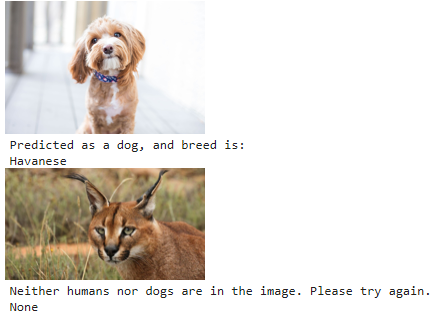 Predicted as a dog, and breed is:
Havanese
Neither humans nor dogs are in the image. Please try again.
None